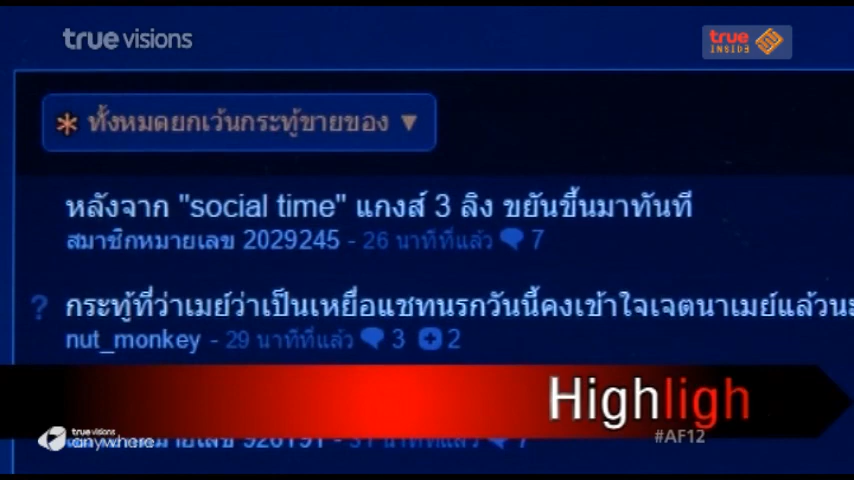 true visions
true
INSIDE
* ทั้งหมดยกเว้นกระทู้ขายของ ▼
หลังจาก "social time" แกงส์ 3 ลิง ขยันขึ้นมาทันที
สมาชิกหมายเลข 2029245 - 26 นาทีที่แล้ว 7
? กระทู้ที่ว่าเมย์ว่าเป็นเหยื่อแชทนรกวันนี้คงเข้าใจเจตนาเมย์แล้วนะ
nut_monkey - 29 นาทีที่แล้ว 3 2
Highligh
true visions
anywhere
#AF12